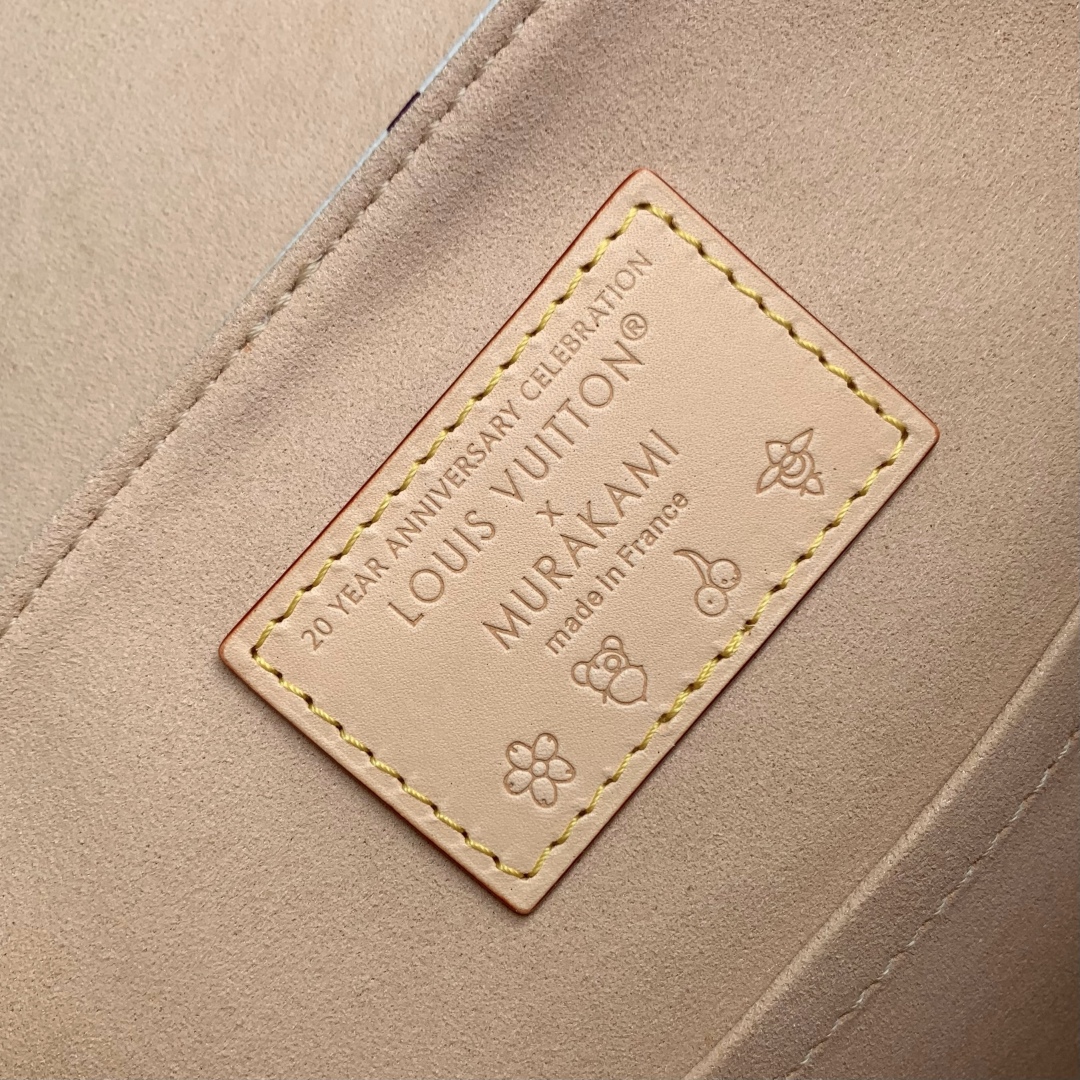 20 YEAR ANNIVERSARY CELEBRATION
LOUIS VUITTON®
x
MURAKAMI
made in France